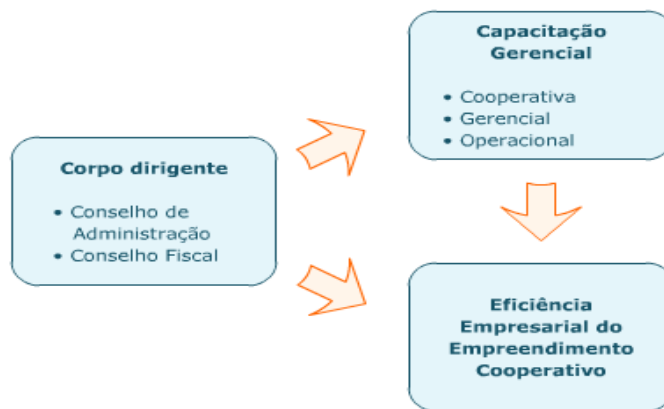 Capacitação
Gerencial
• Cooperativa
• Gerencial
• Operacional
Corpo dirigente
• Conselho de
Administração
• Conselho Fiscal
Eficiência
Empresarial do
Empreendimento
Cooperativo